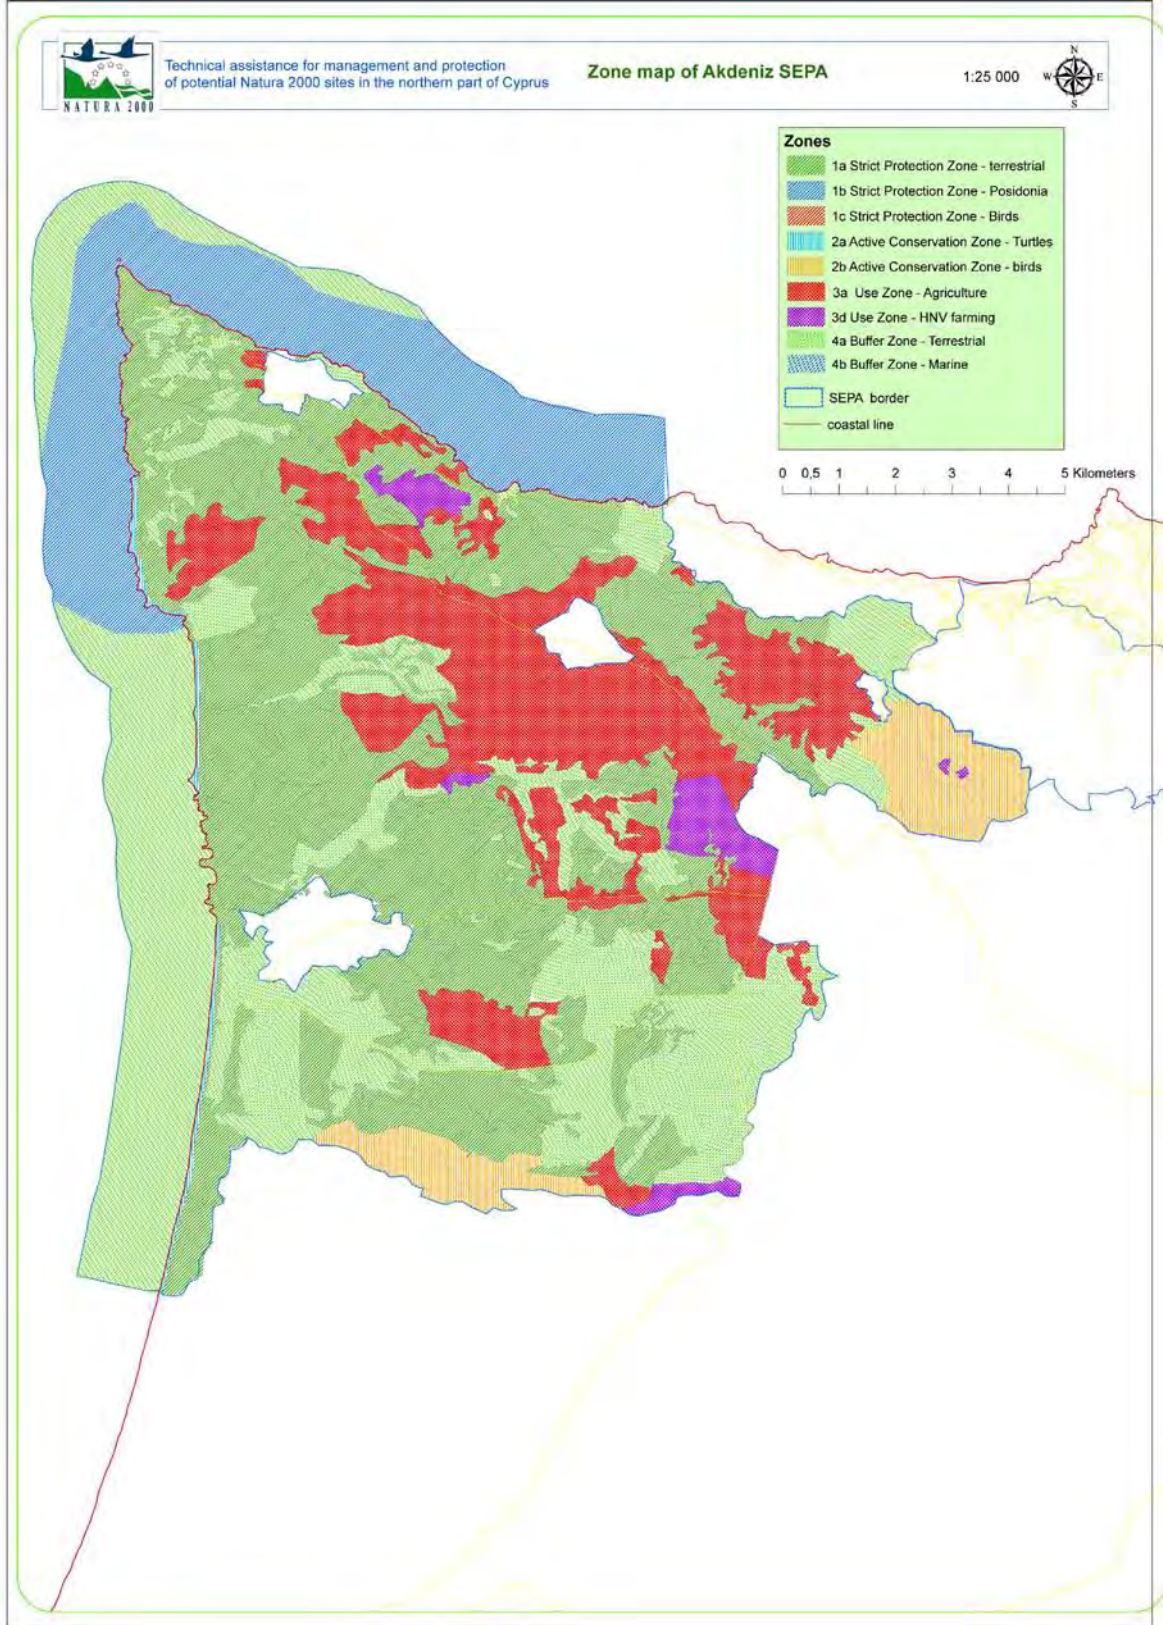 NATURA 2000
Technical assistance for management and protection
of potential Natura 2000 sites in the northern part of Cyprus
Zone map of Akdeniz SEPA
1:25 000
N
W
E
S
Zones
1a Strict Protection Zone - terrestrial
1b Strict Protection Zone - Posidonia
1c Strict Protection Zone - Birds
2a Active Conservation Zone - Turtles
2b Active Conservation Zone - birds
3a Use Zone - Agriculture
3d Use Zone - HNV farming
4a Buffer Zone - Terrestrial
4b Buffer Zone - Marine
SEPA border
coastal line
0 0,5 1 2 3 4 5 Kilometers